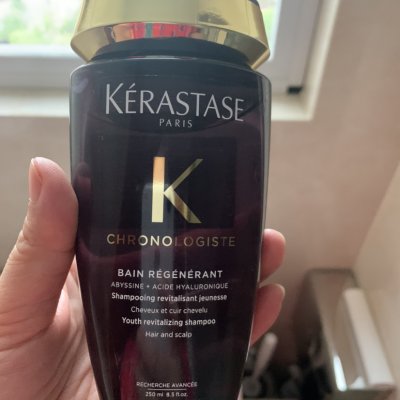 KÉRASTASE
PARIS
K
CHRONOLOGISTE
BAIN RÉGÉNÉRANT
ABYSSINE + ACIDE HYALURONIQUE
Shampooing revitalisant jeunesse
Cheveux et cuir chevelu
Youth revitalizing shampoo
Hair and scalp
RECHERCHE AVANCÉE
250 ml 8.5 fl.oz.